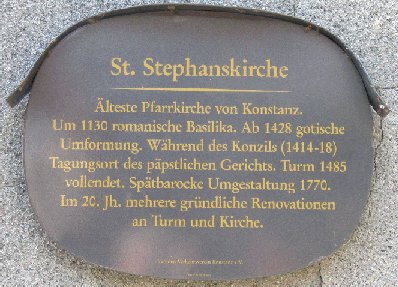 St. Stephanskirche
Älteste Pfarrkirche von Konstanz.
Um 1130 romanische Basilika. Ab 1428 gotische
Umformung. Während des Konzils (1414-18)
Tagungsort des päpstlichen Gerichts. Turm 1485
vollendet. Spätbarocke Umgestaltung 1770.
Im 20. Jh. mehrere gründliche Renovationen
an Turm und Kirche.